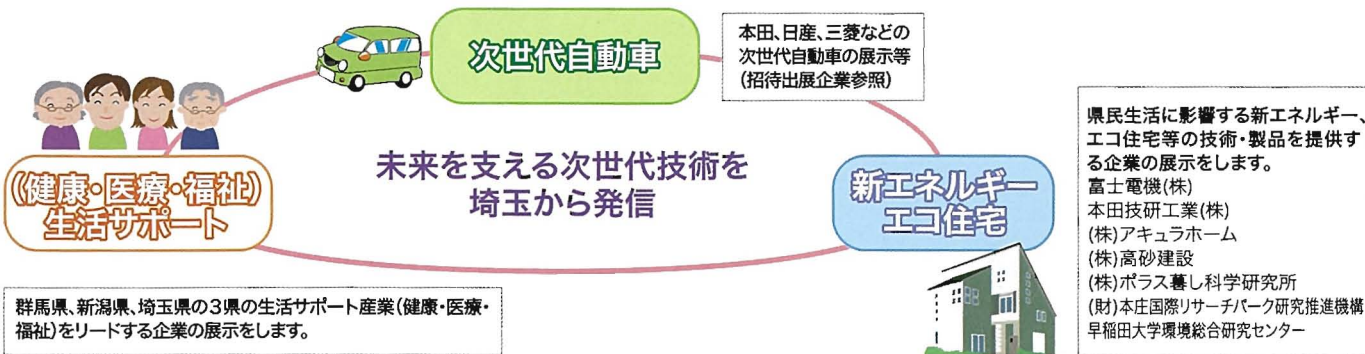 次世代自動車
本田、日産、三菱などの
次世代自動車の展示等
(招待出展企業参照)
(健康・医療・福祉)
生活サポート
未来を支える次世代技術を
埼玉から発信
新エネルギー
エコ住宅
県民生活に影響する新エネルギー、
エコ住宅等の技術・製品を提供す
る企業の展示をします。
富士電機(株)
本田技研工業(株)
(株)アキュラホーム
(株)高砂建設
(株)ポラス暮し科学研究所
(財)本庄国際リサーチパーク研究推進機構
早稲田大学環境総合研究センター
群馬県、新潟県、埼玉県の3県の生活サポート産業(健康・医療・
福祉)をリードする企業の展示をします。